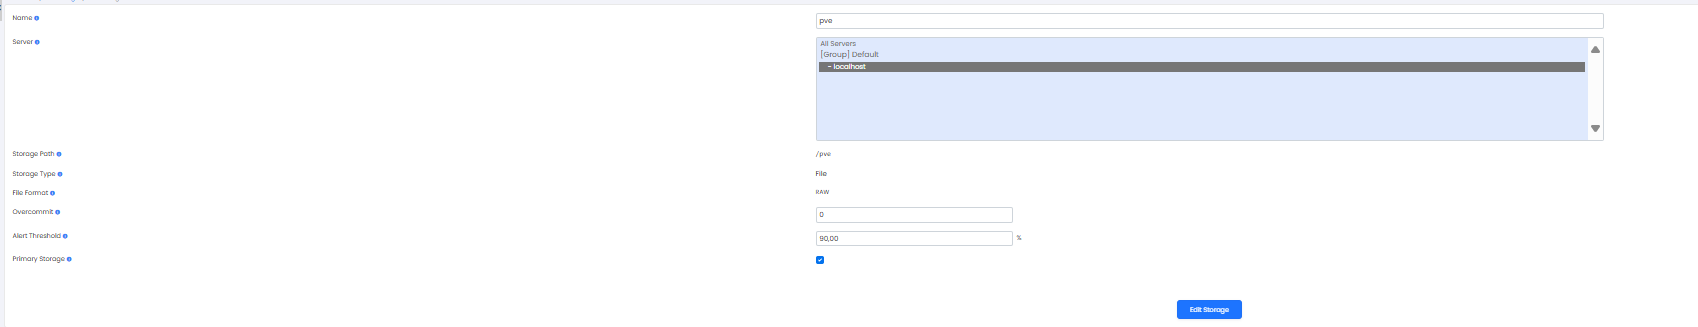 Name
pve
Server
All Servers
[Group] Default
- localhost
Storage Path
/pve
Storage Type
File
File Format
RAW
Overcommit
0
Alert Threshold
90,00 %
Primary Storage
Edit Storage